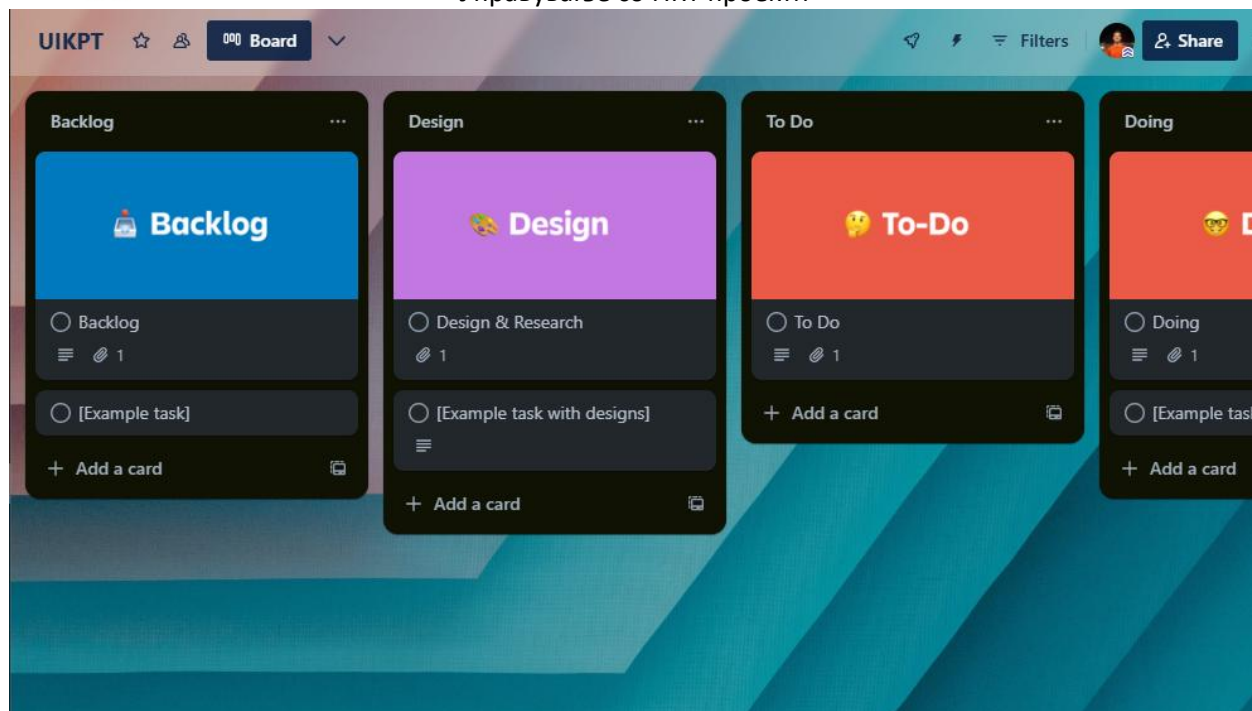 UIKPT Board Filters Share
Backlog
Backlog
Backlog
1
[Example task]
+ Add a card
Design
Design
Design & Research
1
[Example task with designs]
+ Add a card
To Do
To-Do
To Do
1
+ Add a card
Doing
Doing
1
+ Add a card